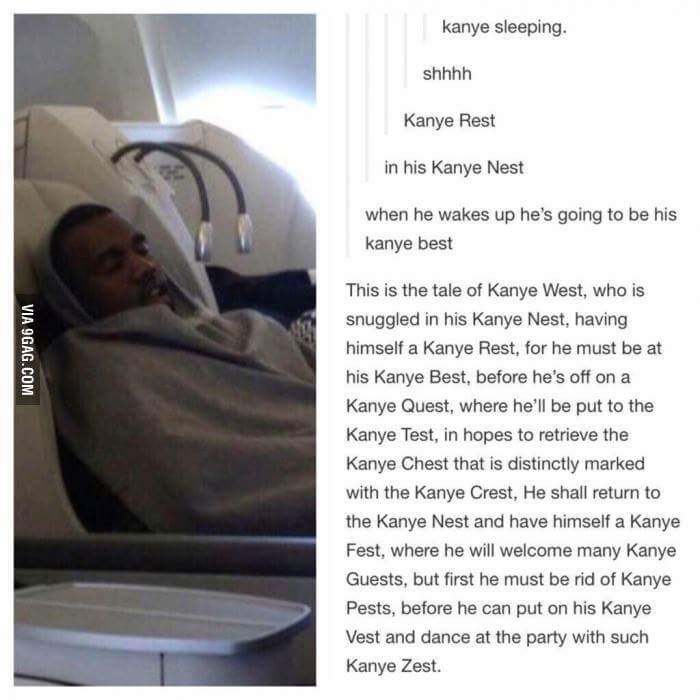 kanye sleeping.
shhhh
Kanye Rest
in his Kanye Nest
when he wakes up he's going to be his
kanye best
This is the tale of Kanye West, who is
snuggled in his Kanye Nest, having
himself a Kanye Rest, for he must be at
his Kanye Best, before he's off on a
Kanye Quest, where he'll be put to the
Kanye Test, in hopes to retrieve the
Kanye Chest that is distinctly marked
with the Kanye Crest, He shall return to
the Kanye Nest and have himself a Kanye
Fest, where he will welcome many Kanye
Guests, but first he must be rid of Kanye
Pests, before he can put on his Kanye
Vest and dance at the party with such
Kanye Zest.
VIA 9GAG.COM